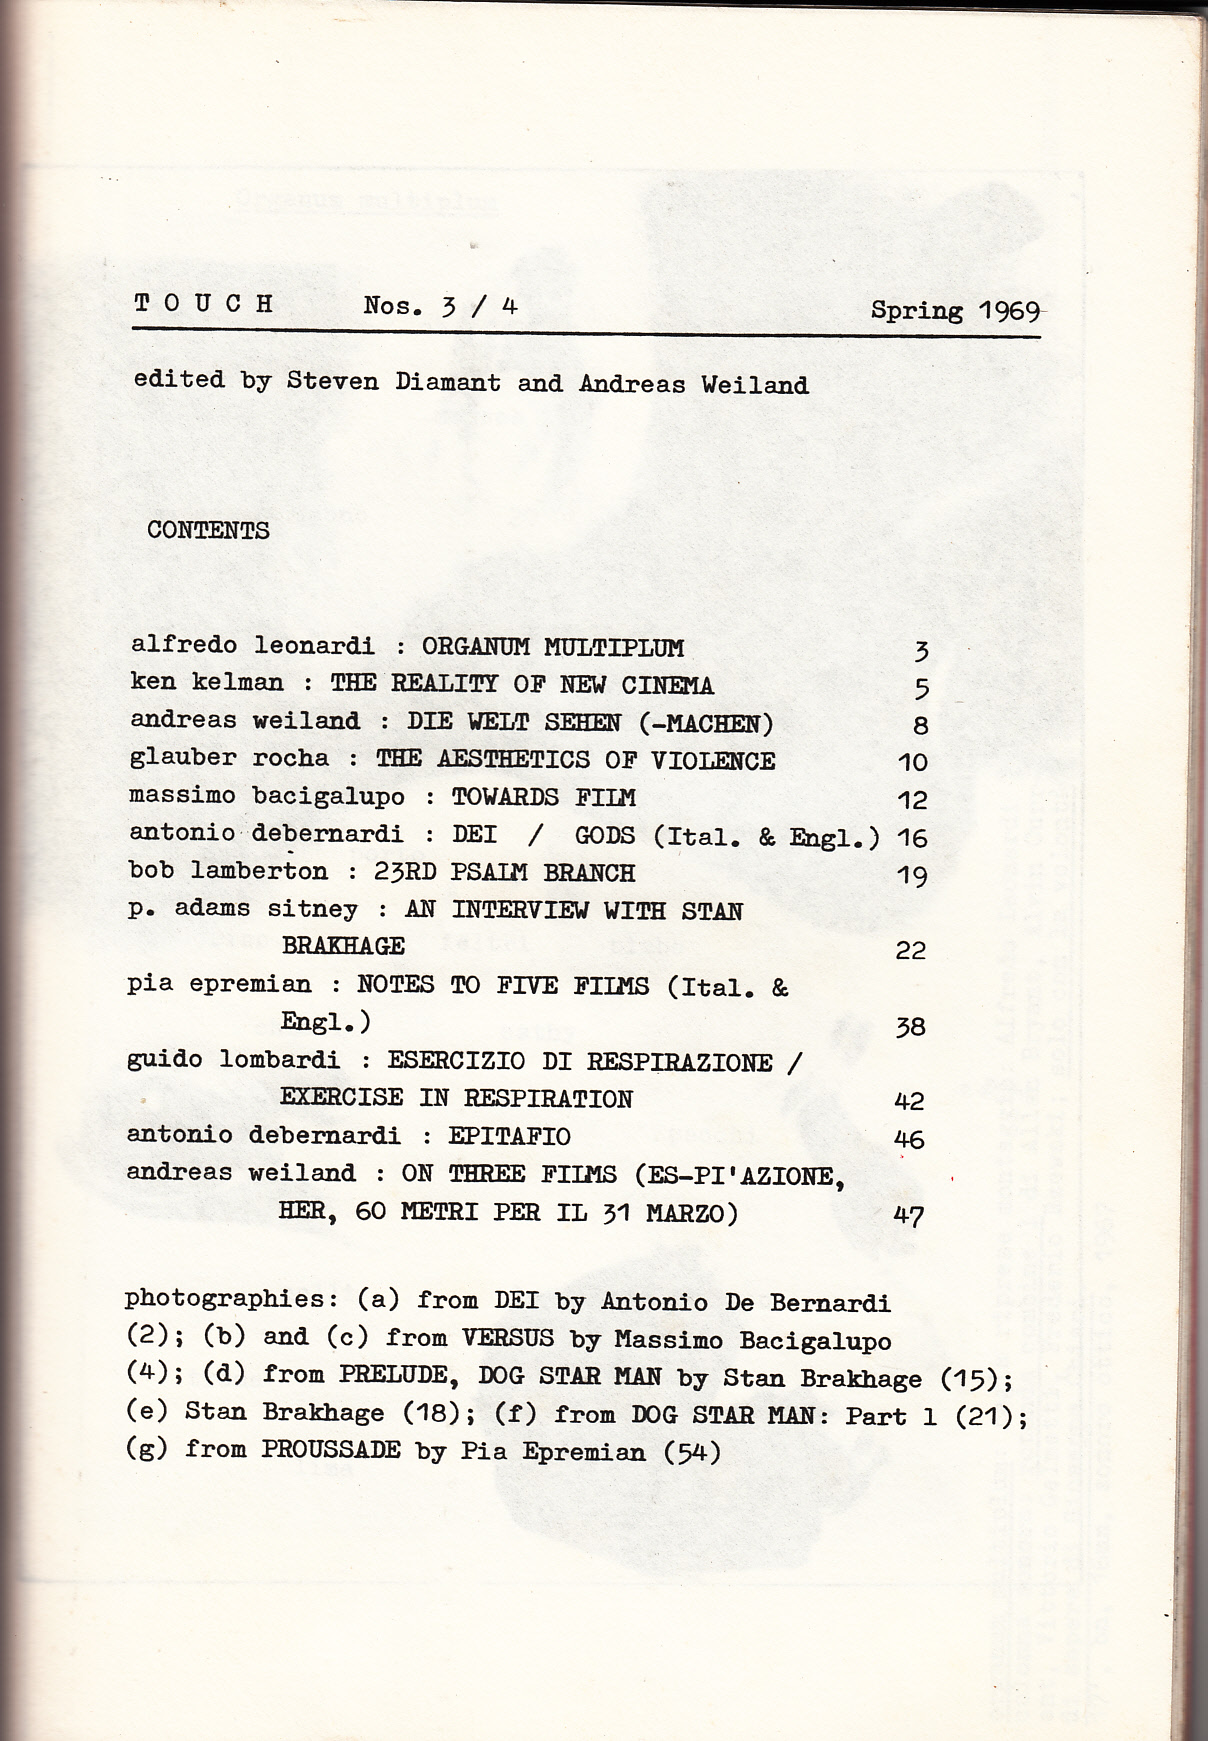 T O U C H Nos. 3 / 4 Spring 1969
edited by Steven Diamant and Andreas Weiland
CONTENTS
alfredo leonardi : ORGANUM MULTIPLUM 3
ken kelman : THE REALITY OF NEW CINEMA 5
andreas weiland : DIE WELT SEHEN (-MACHEN) 8
glauber rocha : THE AESTHETICS OF VIOLENCE 10
massimo bacigalupo : TOWARDS FILM 12
antonio debernardi : DEI / GODS (Ital. & Engl.) 16
bob lamberton : 23RD PSALM BRANCH 19
p. adams sitney : AN INTERVIEW WITH STAN
BRAKHAGE 22
pia epremian : NOTES TO FIVE FILMS (Ital. &
Engl.) 38
guido lombardi : ESERCIZIO DI RESPIRAZIONE /
EXERCISE IN RESPIRATION 42
antonio debernardi : EPITAFIO 46
andreas weiland : ON THREE FILMS (ES-PI'AZIONE,
HER, 60 METRI PER IL 31 MARZO) 47
photographies: (a) from DEI by Antonio De Bernardi
(2); (b) and (c) from VERSUS by Massimo Bacigalupo
(4); (d) from PRELUDE, DOG STAR MAN by Stan Brakhage (15);
(e) Stan Brakhage (18); (f) from DOG STAR MAN: Part 1 (21);
(g) from PROUSSADE by Pia Epremian (54)